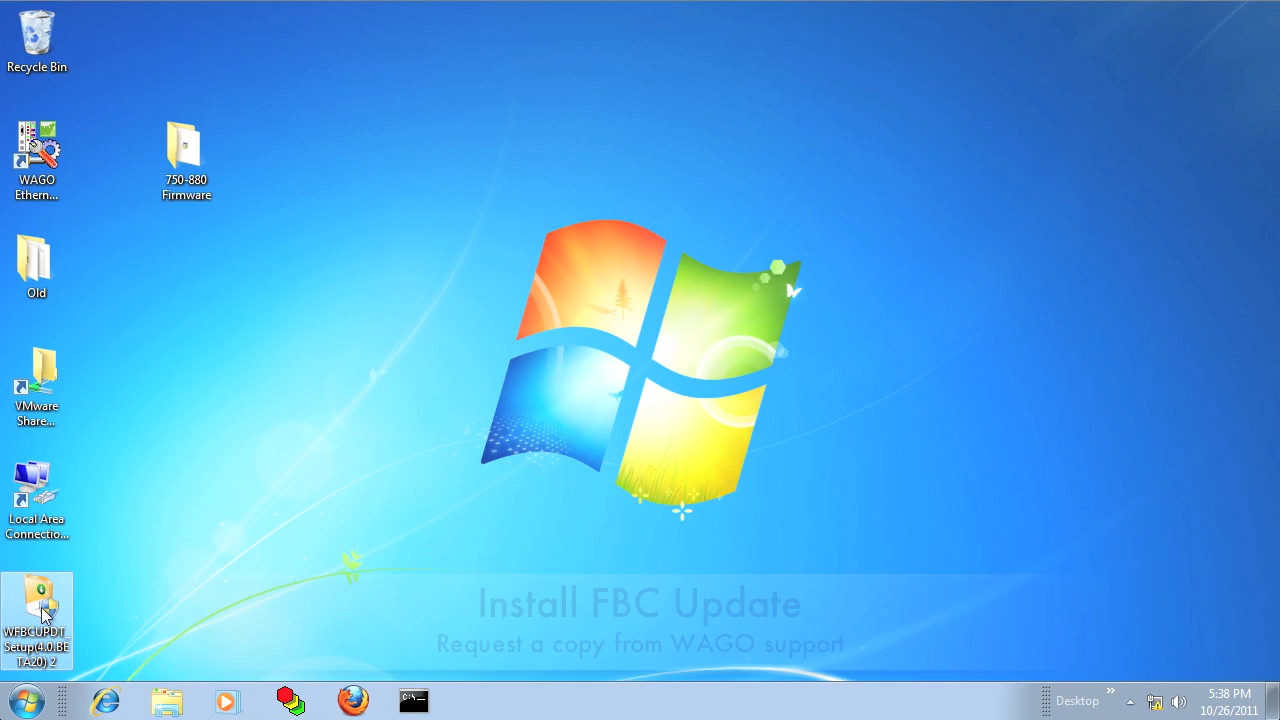 Recycle Bin
WAGO
Ethern...
750-880
Firmware
Old
VMware
Share...
Local Area
Connectio...
WFBCUPDT_
Setup(4.0.BE
TA20) 2
Install FBC Update
Request a copy from WAGO support
C:\_
Desktop
»
5:38 PM
10/26/2011